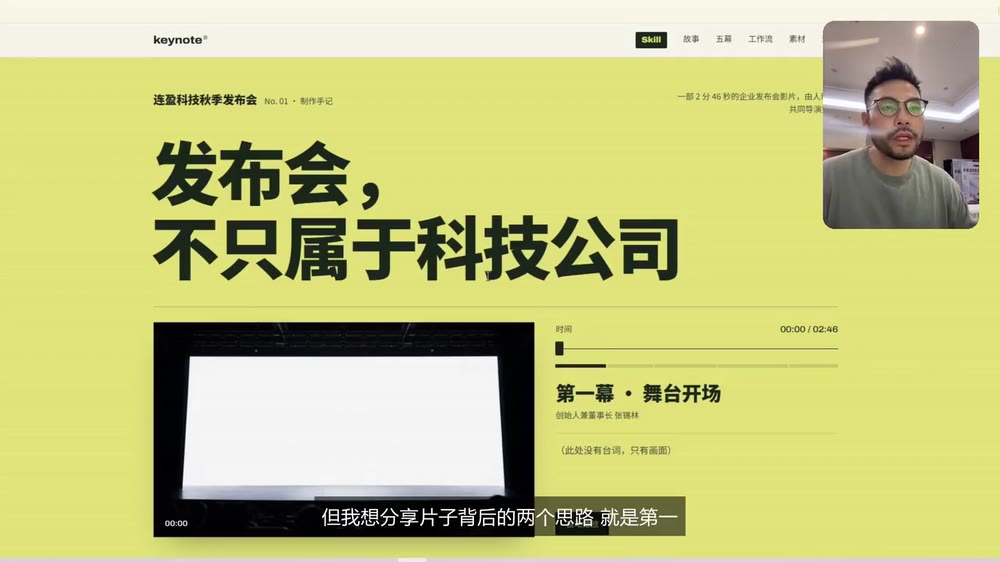 keynote®
Skill 故事 五幕 工作流 素材
连盈科技秋季发布会 No. 01 · 制作手记
一部 2 分 46 秒的企业发布会影片，由人
共同导演
发布会，
不只属于科技公司
时间 00:00 / 02:46
第一幕 · 舞台开场
创始人兼董事长 张锡林
（此处没有台词，只有画面）
00:00
但我想分享片子背后的两个思路 就是第一